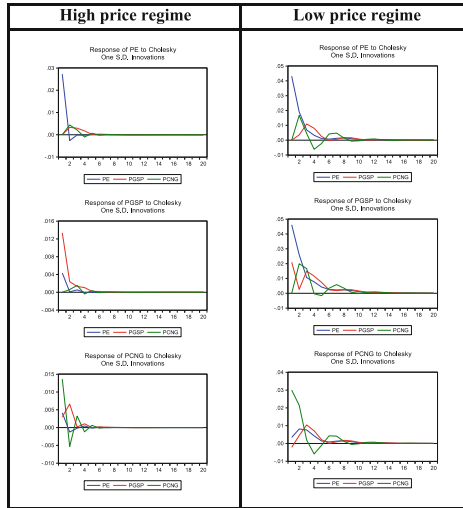 High price regime
Low price regime
Response of PE to Cholesky
One S.D. Innovations
.03
.02
.01
.00
-.01
2 4 6 8 10 12 14 16 18 20
PE PGSP PCNG
Response of PGSP to Cholesky
One S.D. Innovations
.016
.012
.008
.004
.000
-.004
2 4 6 8 10 12 14 16 18 20
PE PGSP PCNG
Response of PCNG to Cholesky
One S.D. Innovations
.015
.010
.005
.000
-.005
-.010
2 4 6 8 10 12 14 16 18 20
PE PGSP PCNG
Response of PE to Cholesky
One S.D. Innovations
.05
.04
.03
.02
.01
.00
-.01
2 4 6 8 10 12 14 16 18 20
PE PGSP PCNG
Response of PGSP to Cholesky
One S.D. Innovations
.05
.04
.03
.02
.01
.00
-.01
2 4 6 8 10 12 14 16 18 20
PE PGSP PCNG
Response of PCNG to Cholesky
One S.D. Innovations
.04
.03
.02
.01
.00
-.01
2 4 6 8 10 12 14 16 18 20
PE PGSP PCNG